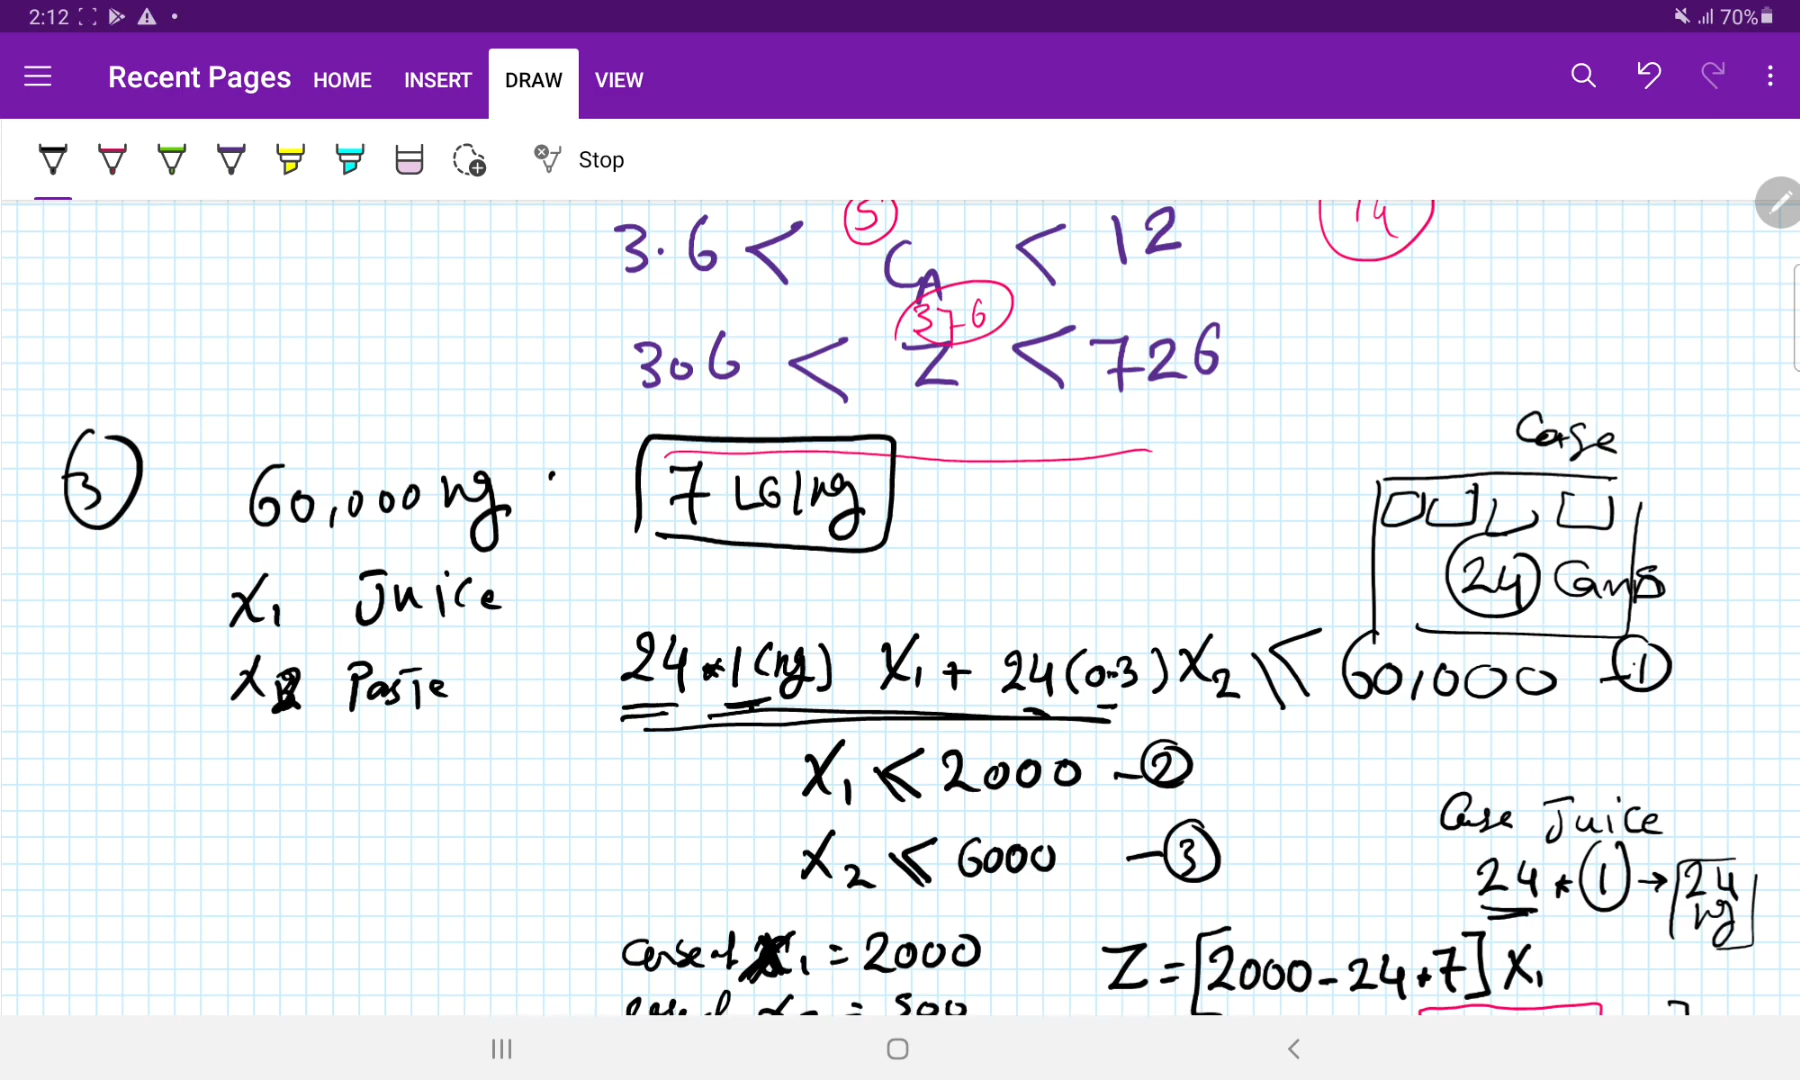 2:12 70%
Recent Pages HOME INSERT DRAW VIEW
Stop
3.6 < CA < 12
5
14
376
306 < Z < 726
Case
3 60,000 kg 7 LG/kg
24 Cans
X1 Juice
24*1(kg) X1 + 24(0.3)X2 ≤ 60,000 -1
X2 Paste
X1 ≤ 2000 -2
X2 ≤ 6000 -3
Case Juice
24*1→24 kg
X1 = 2000
Z = [2000-24*7] X1
= 500